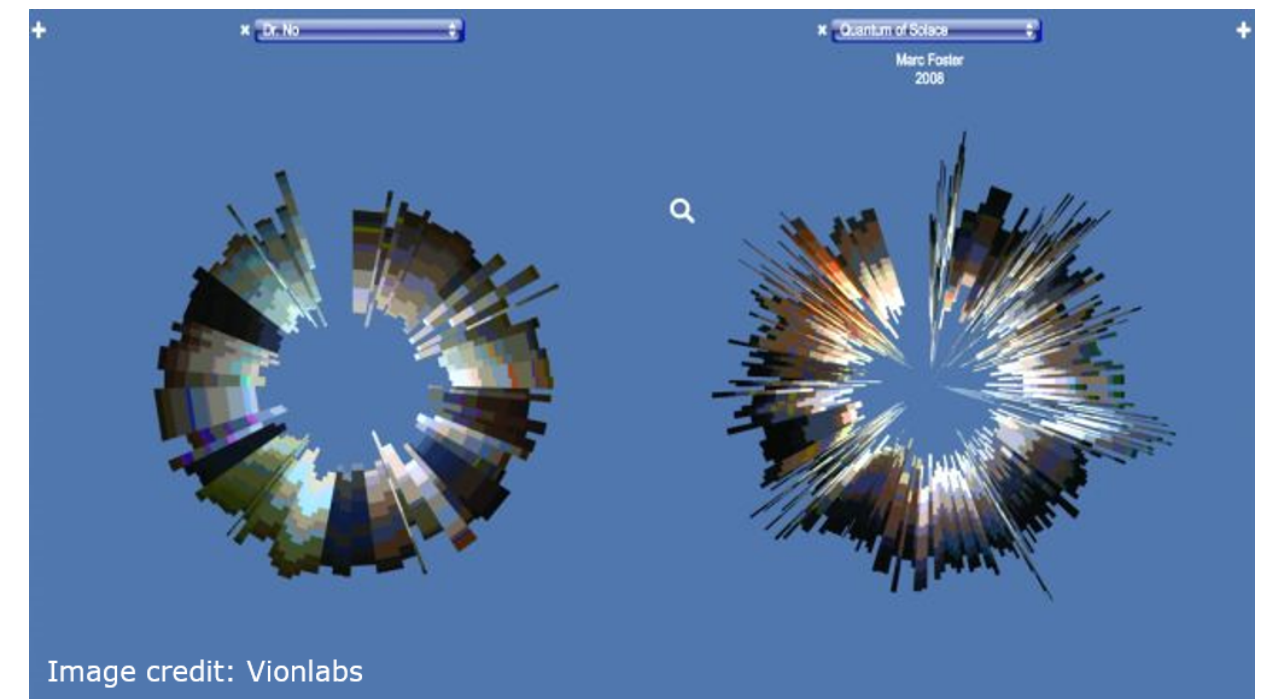 Dr. No
Quantum of Solace
Marc Foster
2008
Image credit: Vionlabs